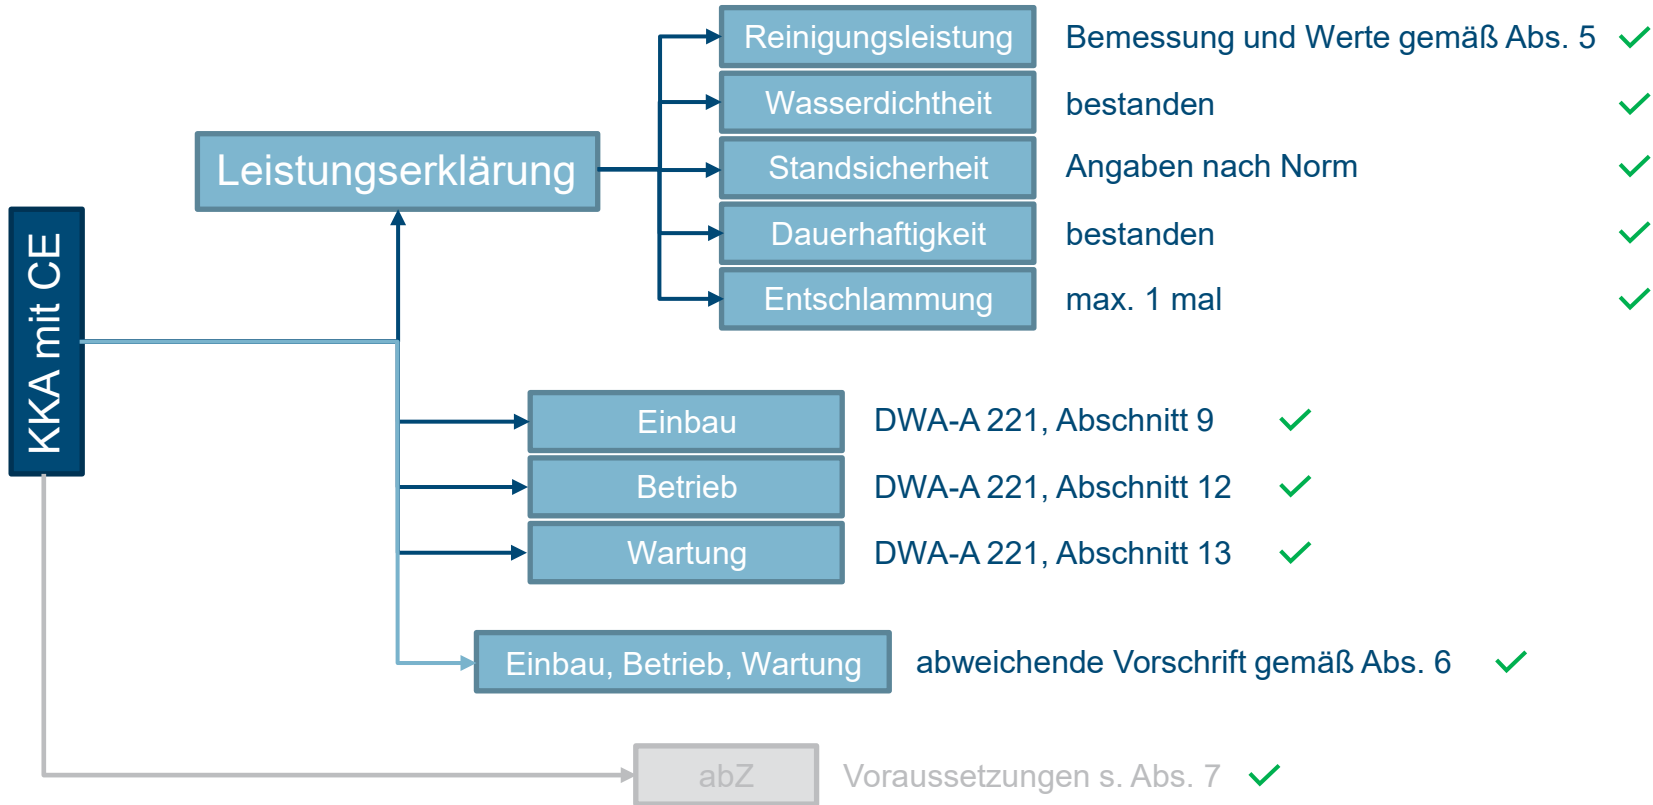 Reinigungsleistung Bemessung und Werte gemäß Abs. 5
Wasserdichtheit bestanden
Leistungserklärung
Standsicherheit Angaben nach Norm
Dauerhaftigkeit bestanden
Entschlammung max. 1 mal
KKA mit CE
Einbau DWA-A 221, Abschnitt 9
Betrieb DWA-A 221, Abschnitt 12
Wartung DWA-A 221, Abschnitt 13
Einbau, Betrieb, Wartung abweichende Vorschrift gemäß Abs. 6
abZ Voraussetzungen s. Abs. 7